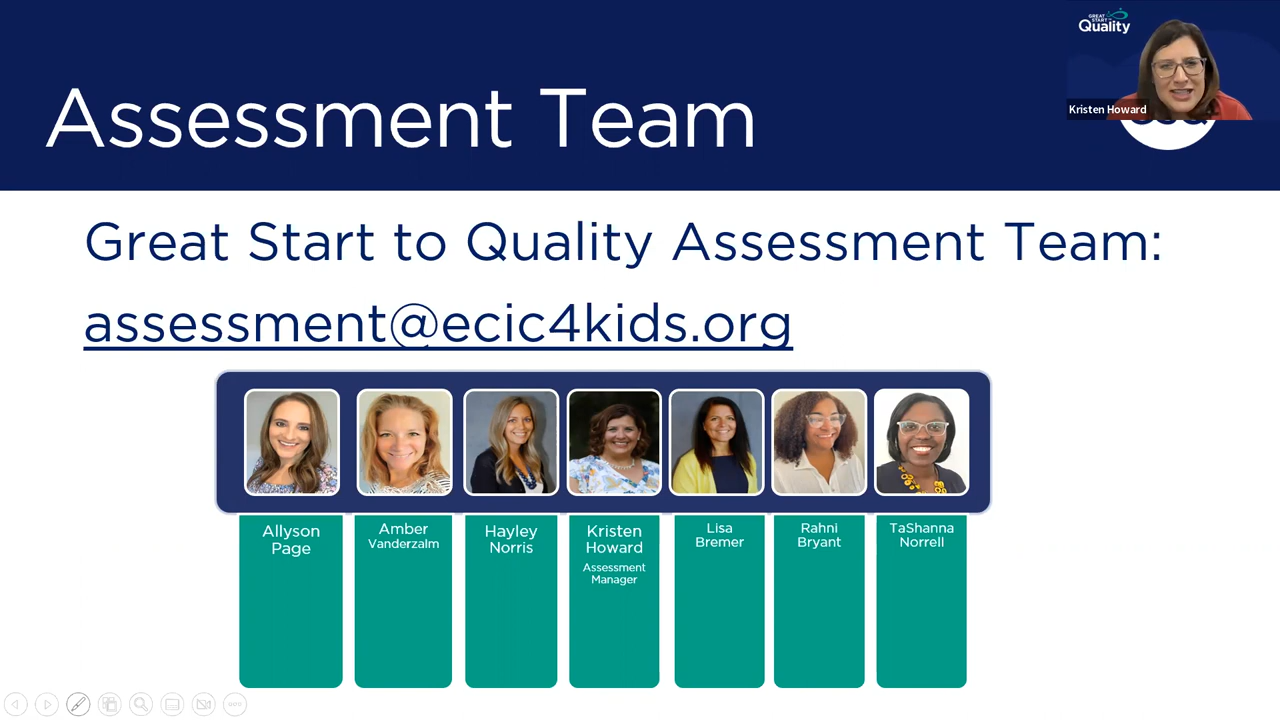 GREAT
START TO
Quality
Kristen Howard
Assessment Team
Great Start to Quality Assessment Team:
assessment@ecic4kids.org
Allyson
Page
Amber
Vanderzalm
Hayley
Norris
Kristen
Howard
Assessment
Manager
Lisa
Bremer
Rahni
Bryant
TaShanna
Norrell